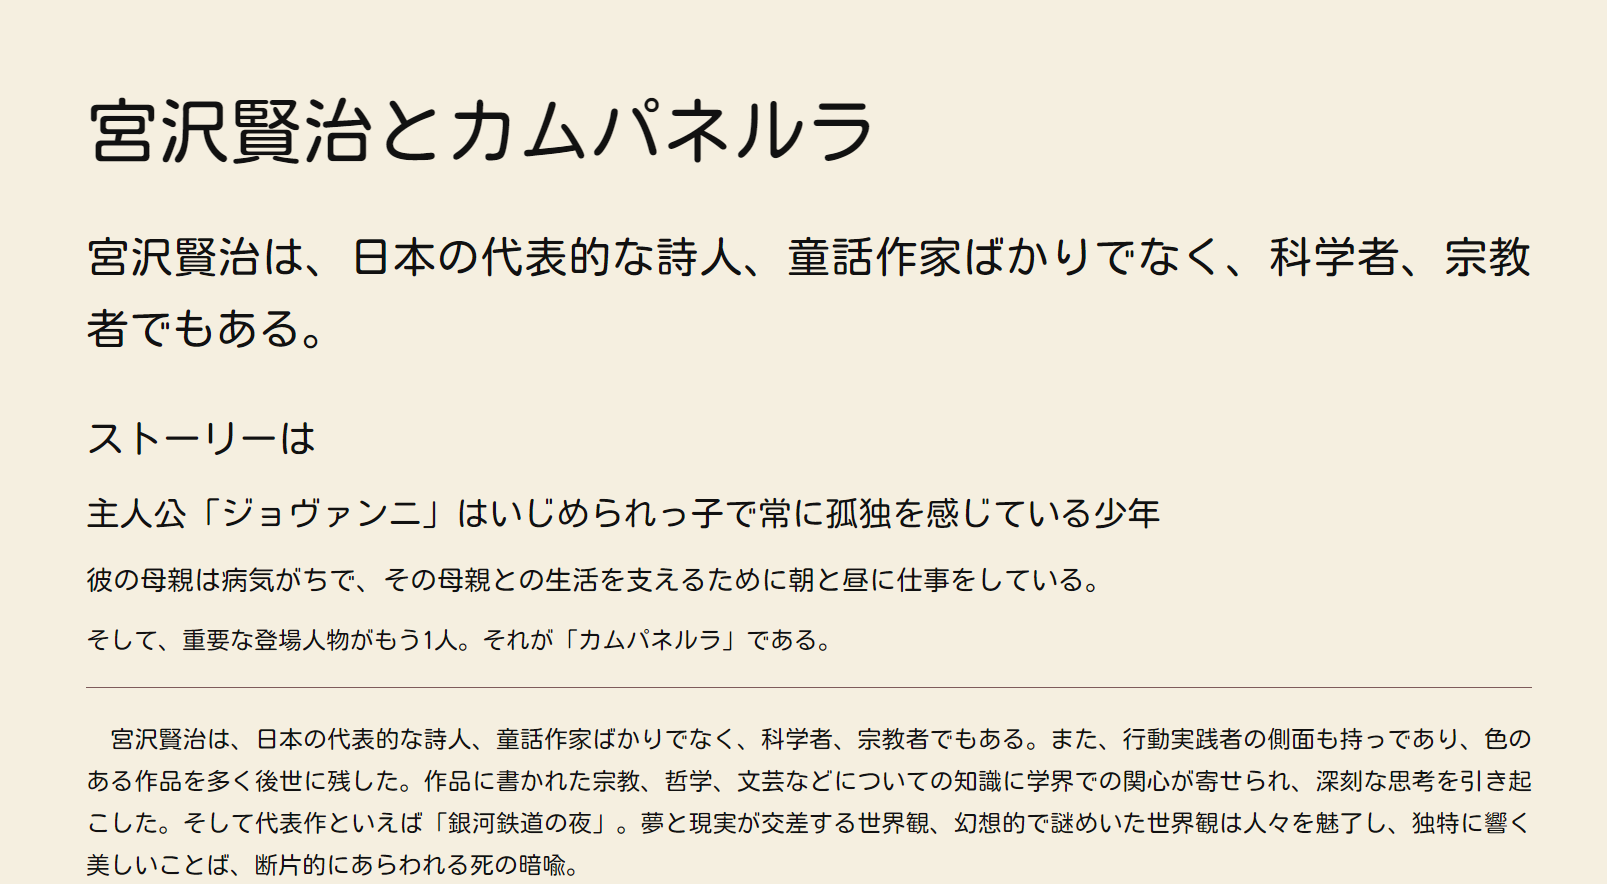 宮沢賢治とカムパネルラ
宮沢賢治は、日本の代表的な詩人、童話作家ばかりでなく、科学者、宗教
者でもある。
ストーリーは
主人公「ジョヴァンニ」はいじめられっ子で常に孤独を感じている少年
彼の母親は病気がちで、その母親との生活を支えるために朝と昼に仕事をしている。
そして、重要な登場人物がもう1人。それが「カムパネルラ」である。
　宮沢賢治は、日本の代表的な詩人、童話作家ばかりでなく、科学者、宗教者でもある。また、行動実践者の側面も持っであり、色の
ある作品を多く後世に残した。作品に書かれた宗教、哲学、文芸などについての知識に学界での関心が寄せられ、深刻な思考を引き起
こした。そして代表作といえば「銀河鉄道の夜」。夢と現実が交差する世界観、幻想的で謎めいた世界観は人々を魅了し、独特に響く
美しいことば、断片的にあらわれる死の暗喩。